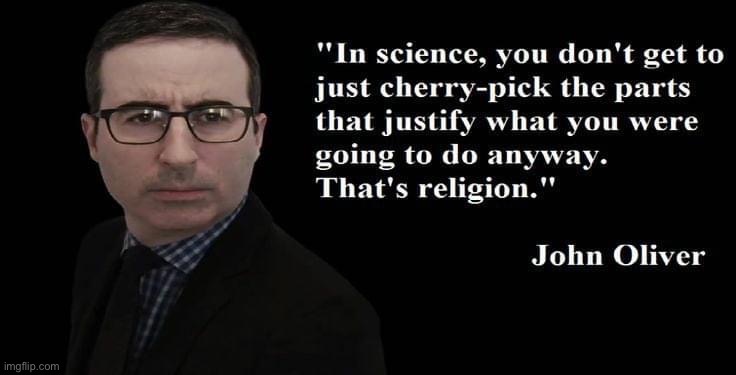 "In science, you don't get to
just cherry-pick the parts
that justify what you were
going to do anyway.
That's religion."
John Oliver
imgflip.com